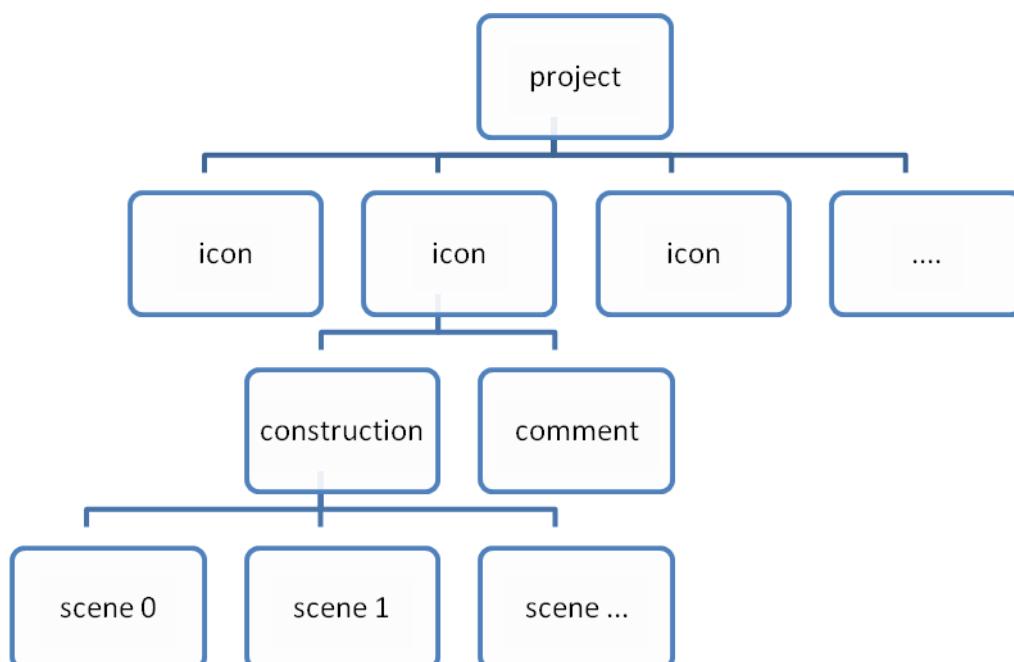 project
icon
icon
icon
....
construction
comment
scene 0
scene 1
scene ...